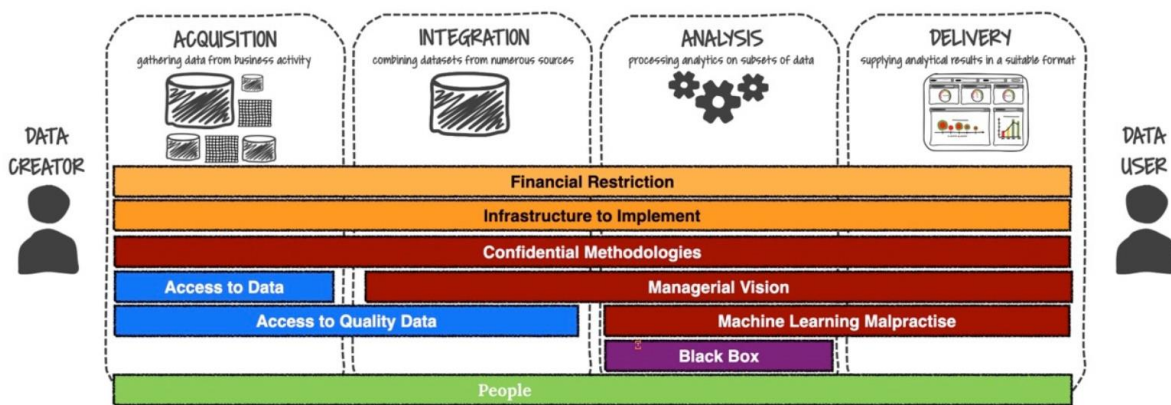 ACQUISITION
gathering data from business activity
INTEGRATION
combining datasets from numerous sources
ANALYSIS
processing analytics on subsets of data
DELIVERY
supplying analytical results in a suitable format
DATA
CREATOR
DATA
USER
Financial Restriction
Infrastructure to Implement
Confidential Methodologies
Access to Data
Managerial Vision
Access to Quality Data
Machine Learning Malpractise
Black Box
People